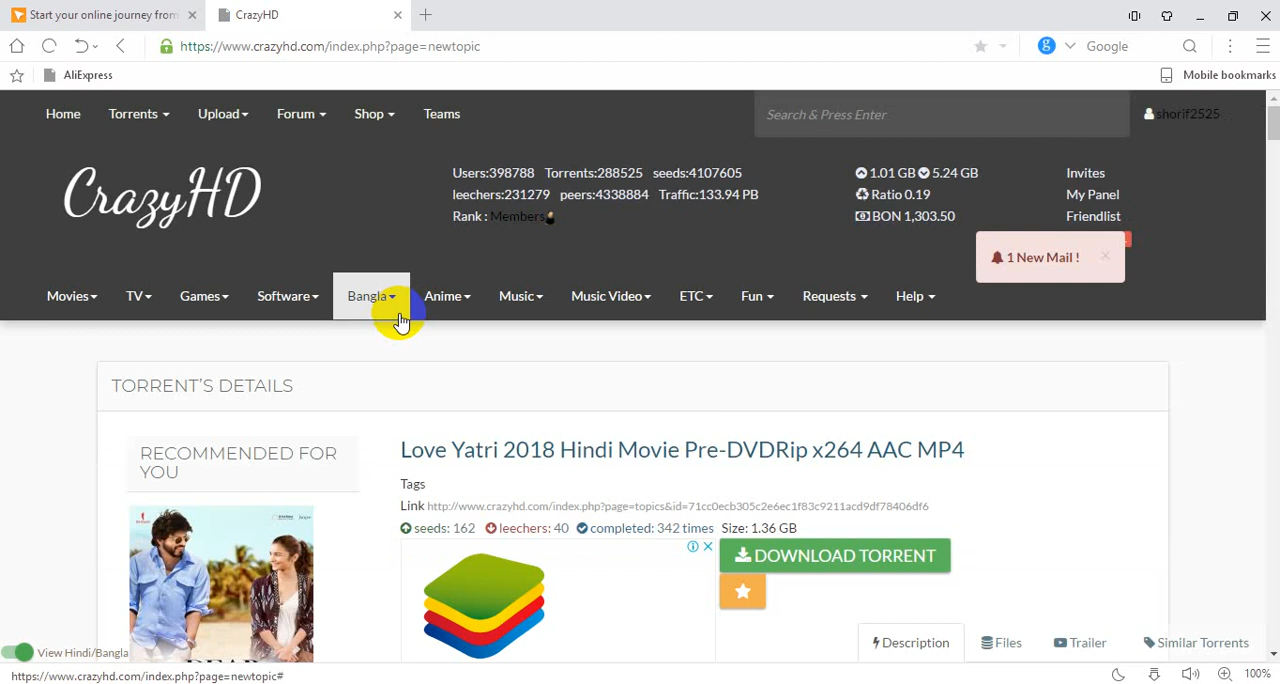 Start your online journey from
CrazyHD
https://www.crazyhd.com/index.php?page=newtopic
Google
AliExpress
Mobile bookmarks
Home Torrents Upload Forum Shop Teams
Search & Press Enter
shorif2525
CrazyHD
Users:398788 Torrents:288525 seeds:4107605
leechers:231279 peers:4338884 Traffic:133.94 PB
Rank : Members
1.01 GB 5.24 GB
Ratio 0.19
BON 1,303.50
Invites
My Panel
Friendlist
1 New Mail !
Movies TV Games Software Bangla Anime Music Music Video ETC Fun Requests Help
TORRENT'S DETAILS
RECOMMENDED FOR
YOU
Love Yatri 2018 Hindi Movie Pre-DVDRip x264 AAC MP4
Tags
Link http://www.crazyhd.com/index.php?page=topics&id=71cc0ecb305c2e6ec1f83c9211acd9df78406df6
seeds: 162 leechers: 40 completed: 342 times Size: 1.36 GB
DOWNLOAD TORRENT
Description Files Trailer Similar Torrents
View Hindi/Bangla
https://www.crazyhd.com/index.php?page=newtopic#
100%